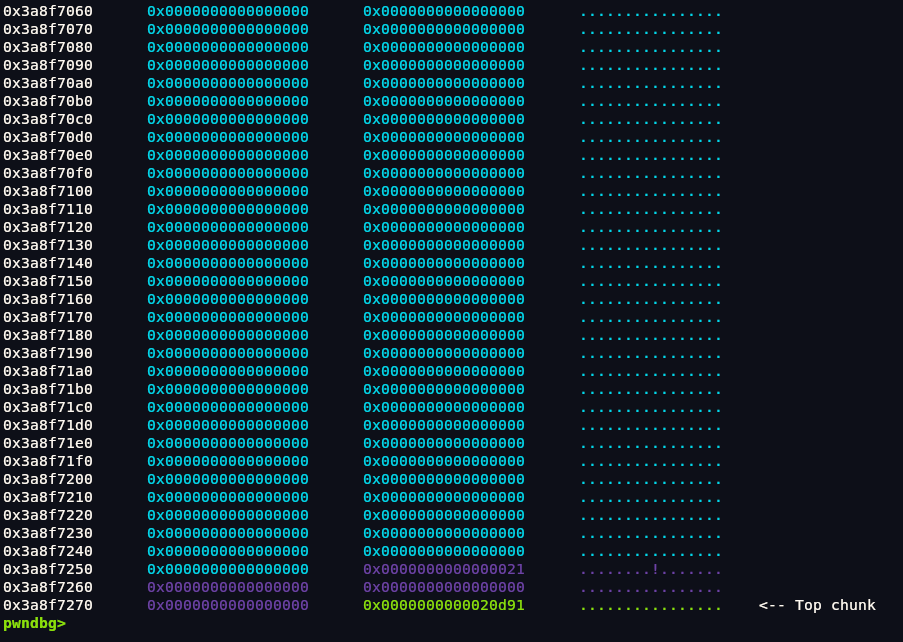 0x3a8f7060 0x0000000000000000 0x0000000000000000 ................
0x3a8f7070 0x0000000000000000 0x0000000000000000 ................
0x3a8f7080 0x0000000000000000 0x0000000000000000 ................
0x3a8f7090 0x0000000000000000 0x0000000000000000 ................
0x3a8f70a0 0x0000000000000000 0x0000000000000000 ................
0x3a8f70b0 0x0000000000000000 0x0000000000000000 ................
0x3a8f70c0 0x0000000000000000 0x0000000000000000 ................
0x3a8f70d0 0x0000000000000000 0x0000000000000000 ................
0x3a8f70e0 0x0000000000000000 0x0000000000000000 ................
0x3a8f70f0 0x0000000000000000 0x0000000000000000 ................
0x3a8f7100 0x0000000000000000 0x0000000000000000 ................
0x3a8f7110 0x0000000000000000 0x0000000000000000 ................
0x3a8f7120 0x0000000000000000 0x0000000000000000 ................
0x3a8f7130 0x0000000000000000 0x0000000000000000 ................
0x3a8f7140 0x0000000000000000 0x0000000000000000 ................
0x3a8f7150 0x0000000000000000 0x0000000000000000 ................
0x3a8f7160 0x0000000000000000 0x0000000000000000 ................
0x3a8f7170 0x0000000000000000 0x0000000000000000 ................
0x3a8f7180 0x0000000000000000 0x0000000000000000 ................
0x3a8f7190 0x0000000000000000 0x0000000000000000 ................
0x3a8f71a0 0x0000000000000000 0x0000000000000000 ................
0x3a8f71b0 0x0000000000000000 0x0000000000000000 ................
0x3a8f71c0 0x0000000000000000 0x0000000000000000 ................
0x3a8f71d0 0x0000000000000000 0x0000000000000000 ................
0x3a8f71e0 0x0000000000000000 0x0000000000000000 ................
0x3a8f71f0 0x0000000000000000 0x0000000000000000 ................
0x3a8f7200 0x0000000000000000 0x0000000000000000 ................
0x3a8f7210 0x0000000000000000 0x0000000000000000 ................
0x3a8f7220 0x0000000000000000 0x0000000000000000 ................
0x3a8f7230 0x0000000000000000 0x0000000000000000 ................
0x3a8f7240 0x0000000000000000 0x0000000000000000 ................
0x3a8f7250 0x0000000000000000 0x0000000000000021 ........!.......
0x3a8f7260 0x0000000000000000 0x0000000000000000 ................
0x3a8f7270 0x0000000000000000 0x0000000000020d91 ................ <-- Top chunk
pwndbg>